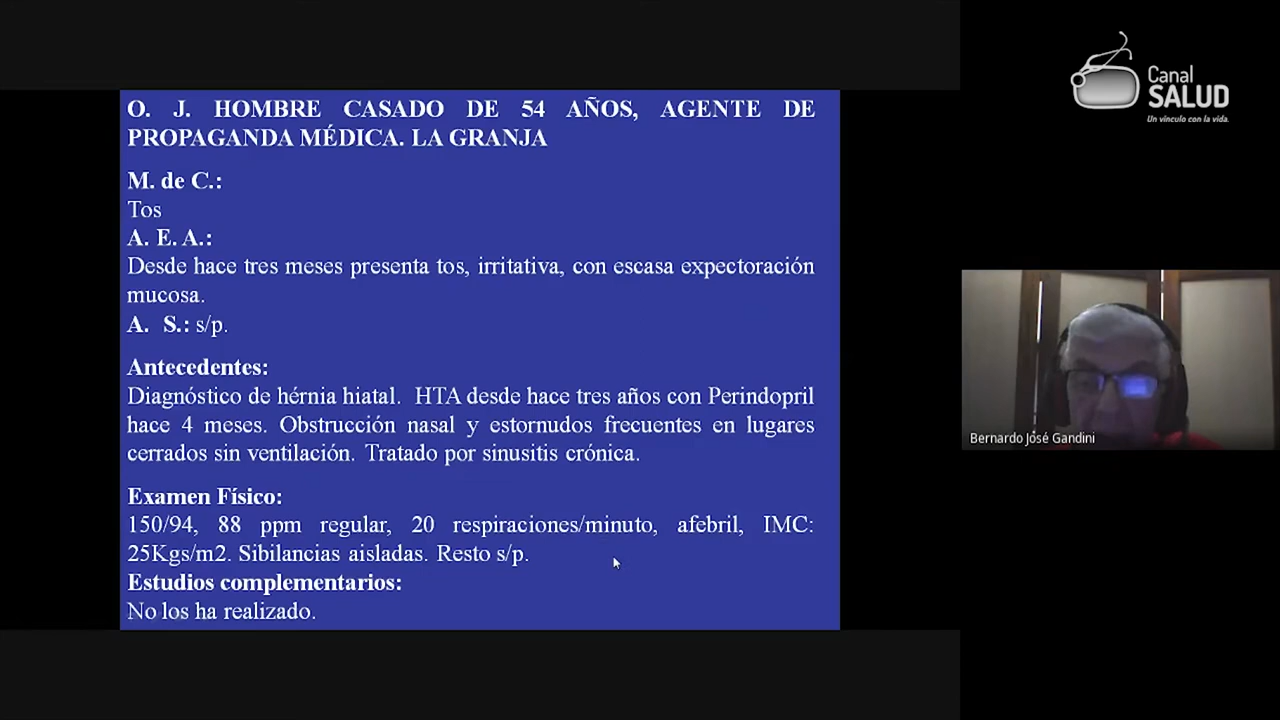 O. J. HOMBRE CASADO DE 54 AÑOS, AGENTE DE
PROPAGANDA MÉDICA. LA GRANJA
M. de C.:
Tos
A. E. A.:
Desde hace tres meses presenta tos, irritativa, con escasa expectoración
mucosa.
A. S.: s/p.
Antecedentes:
Diagnóstico de hérnia hiatal. HTA desde hace tres años con Perindopril
hace 4 meses. Obstrucción nasal y estornudos frecuentes en lugares
cerrados sin ventilación. Tratado por sinusitis crónica.
Examen Físico:
150/94, 88 ppm regular, 20 respiraciones/minuto, afebril, IMC:
25Kgs/m2. Sibilancias aisladas. Resto s/p.
Estudios complementarios:
No los ha realizado.
Canal
SALUD
Un vínculo con la vida.
Bernardo José Gandini